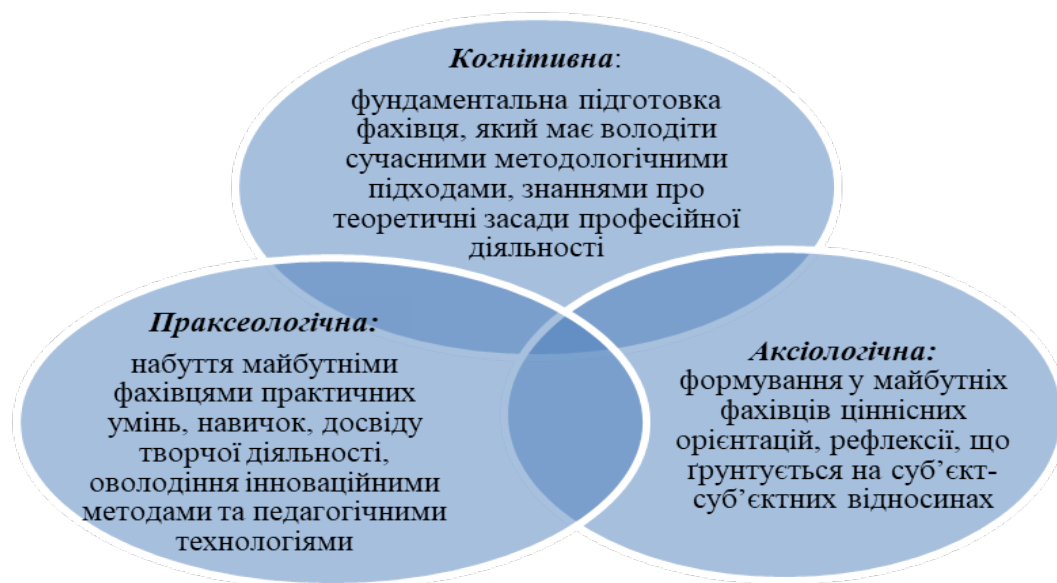 Когнітивна:
фундаментальна підготовка
фахівця, який має володіти
сучасними методологічними
підходами, знаннями про
теоретичні засади професійної
діяльності
Праксеологічна:
набуття майбутніми
фахівцями практичних
умінь, навичок, досвіду
творчої діяльності,
оволодіння інноваційними
методами та педагогічними
технологіями
Аксіологічна:
формування у майбутніх
фахівців ціннісних
орієнтацій, рефлексії, що
ґрунтується на суб’єкт-
суб’єктних відносинах